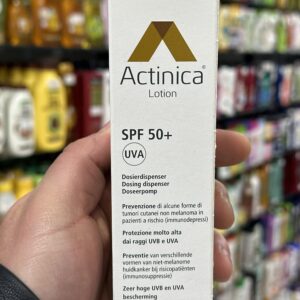 Actinica®
Lotion
SPF 50+
UVA
Dosierdispenser
Dosing dispenser
Doseerpomp
Prevenzione di alcune forme di
tumori cutanei non melanoma in
pazienti a rischio (immunodepressi)
Protezione molto alta
dai raggi UVB e UVA
Preventie van verschillende
vormen van niet-melanome
huidkanker bij risicopatiënten
(immunosuppressie)
Zeer hoge UVB en UVA
bescherming